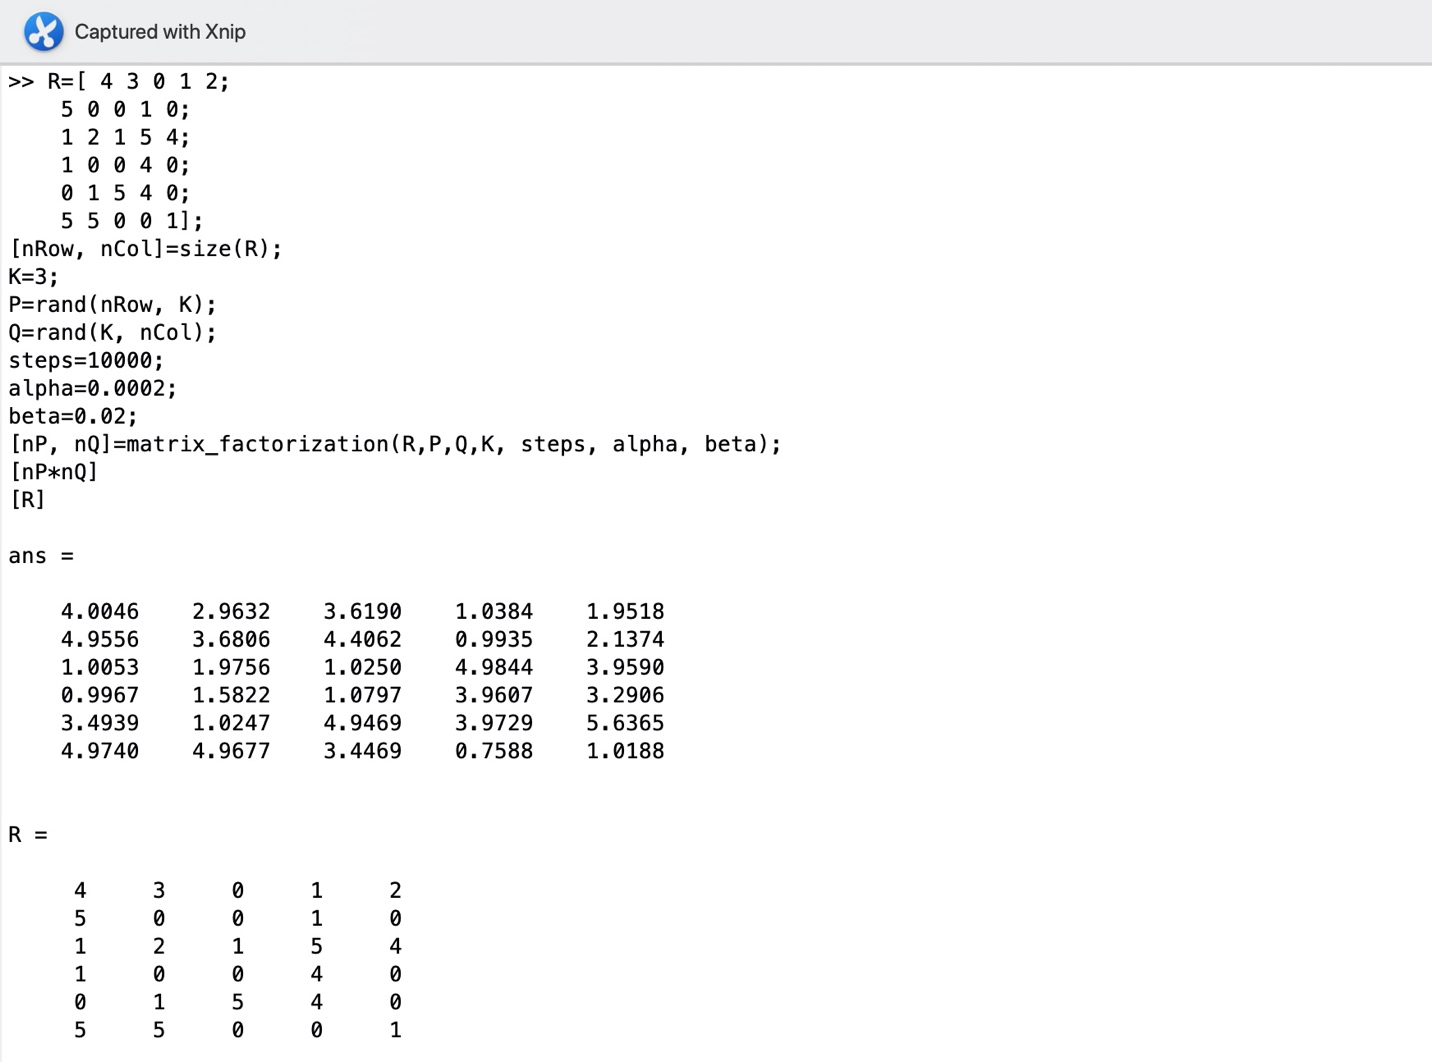 Captured with Xnip
>> R=[ 4 3 0 1 2;
5 0 0 1 0;
1 2 1 5 4;
1 0 0 4 0;
0 1 5 4 0;
5 5 0 0 1];
[nRow, nCol]=size(R);
K=3;
P=rand(nRow, K);
Q=rand(K, nCol);
steps=10000;
alpha=0.0002;
beta=0.02;
[nP, nQ]=matrix_factorization(R,P,Q,K, steps, alpha, beta);
[nP*nQ]
[R]
ans =
4.0046 2.9632 3.6190 1.0384 1.9518
4.9556 3.6806 4.4062 0.9935 2.1374
1.0053 1.9756 1.0250 4.9844 3.9590
0.9967 1.5822 1.0797 3.9607 3.2906
3.4939 1.0247 4.9469 3.9729 5.6365
4.9740 4.9677 3.4469 0.7588 1.0188
R =
4 3 0 1 2
5 0 0 1 0
1 2 1 5 4
1 0 0 4 0
0 1 5 4 0
5 5 0 0 1